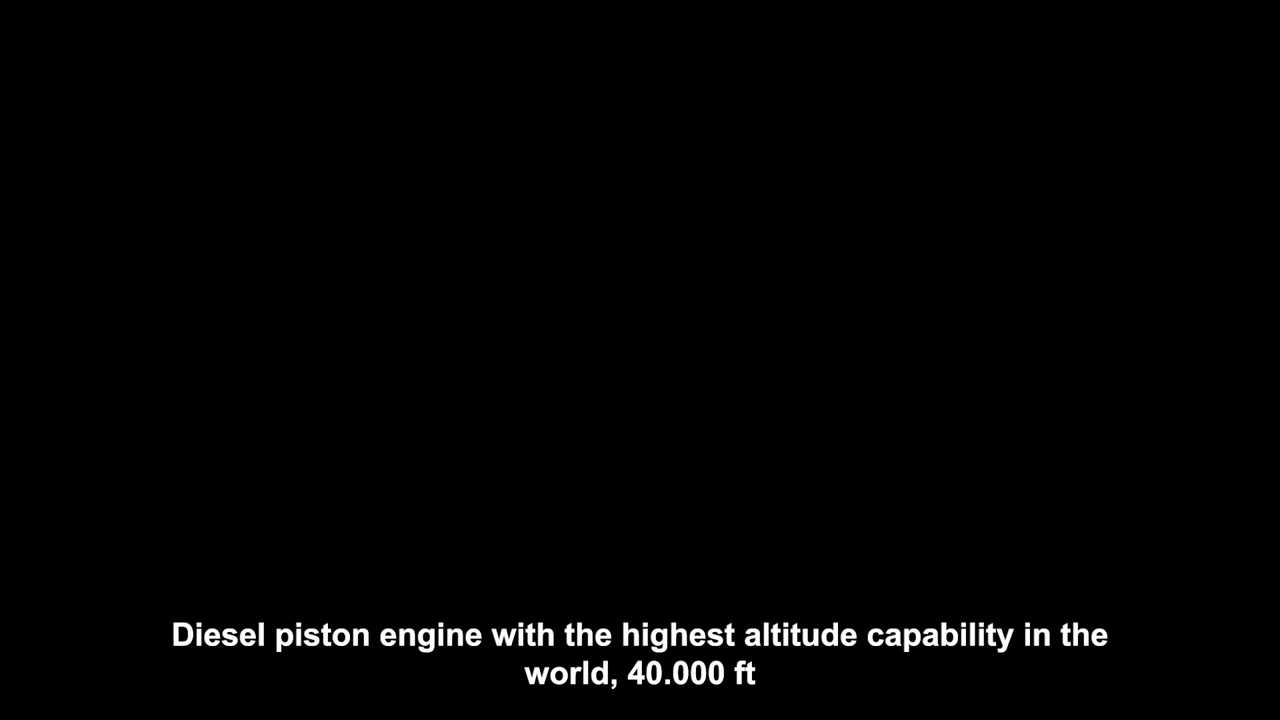 Diesel piston engine with the highest altitude capability in the
world, 40.000 ft